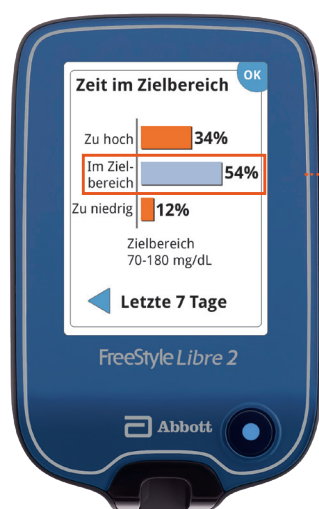 OK
Zeit im Zielbereich
Zu hoch 34%
Im Ziel-
bereich 54%
Zu niedrig 12%
Zielbereich
70-180 mg/dL
Letzte 7 Tage
FreeStyle Libre 2
Abbott